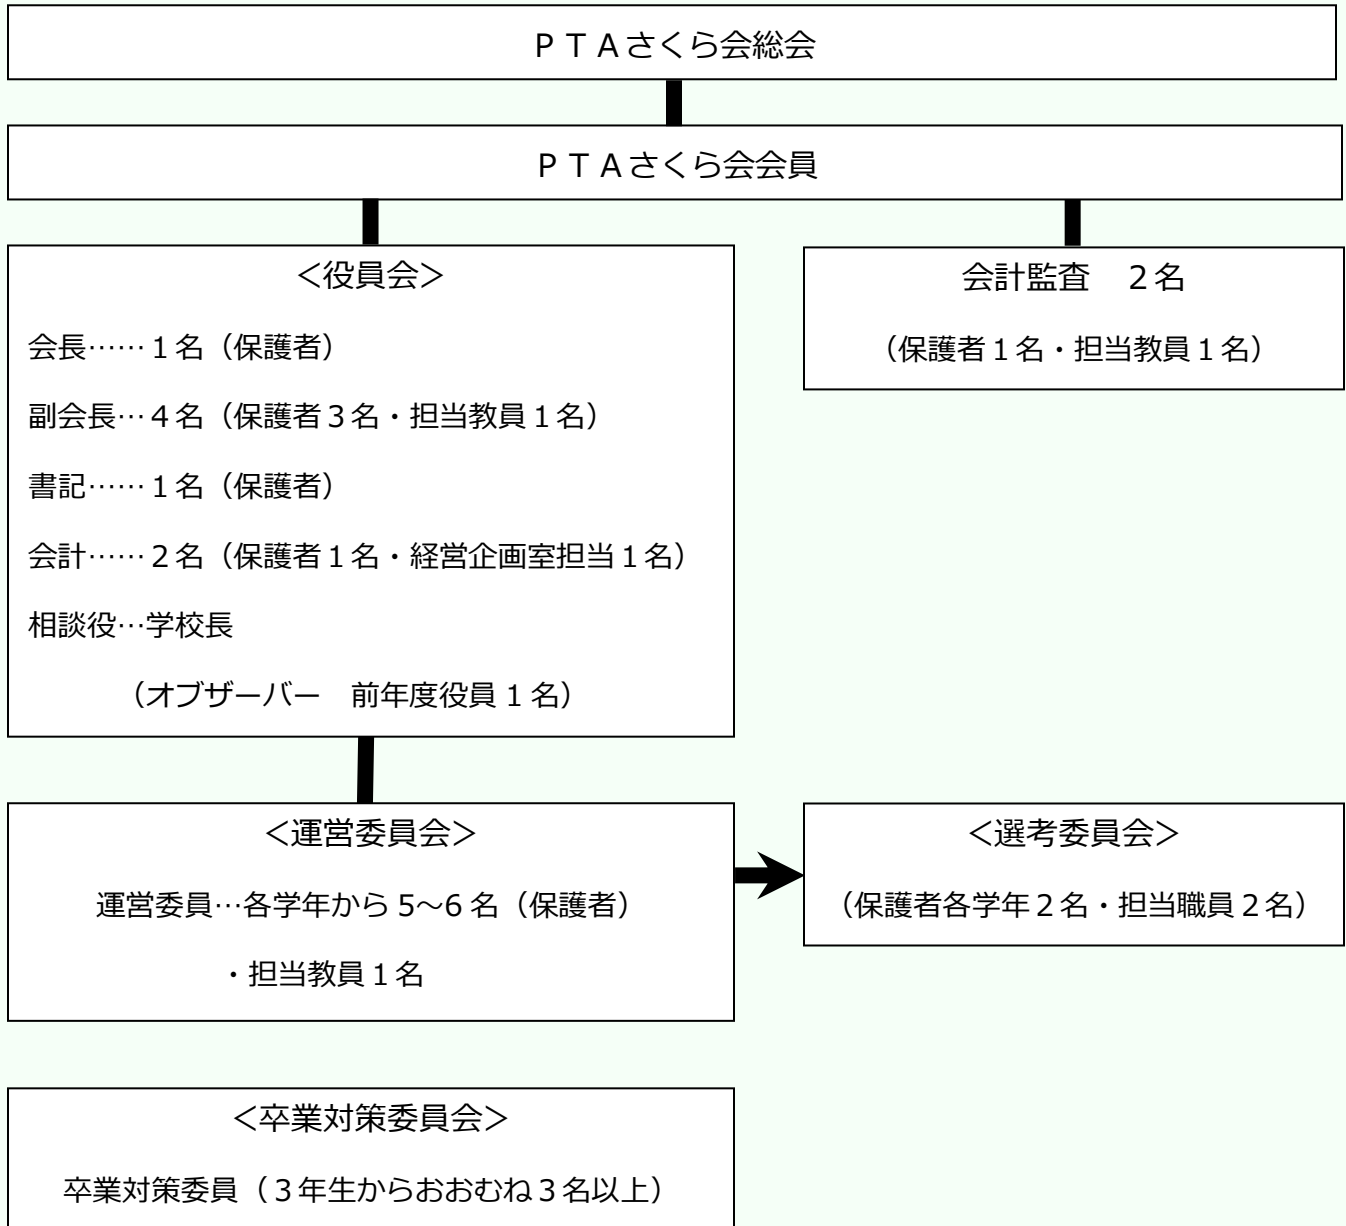 ＰＴＡさくら会総会
ＰＴＡさくら会会員
＜役員会＞
会長……１名（保護者）
副会長…４名（保護者３名・担当教員１名）
書記……１名（保護者）
会計……２名（保護者１名・経営企画室担当１名）
相談役…学校長
（オブザーバー　前年度役員１名）
会計監査　２名
（保護者１名・担当教員１名）
＜運営委員会＞
運営委員…各学年から 5～6 名（保護者）
・担当教員１名
＜選考委員会＞
（保護者各学年２名・担当職員２名）
＜卒業対策委員会＞
卒業対策委員（３年生からおおむね３名以上）